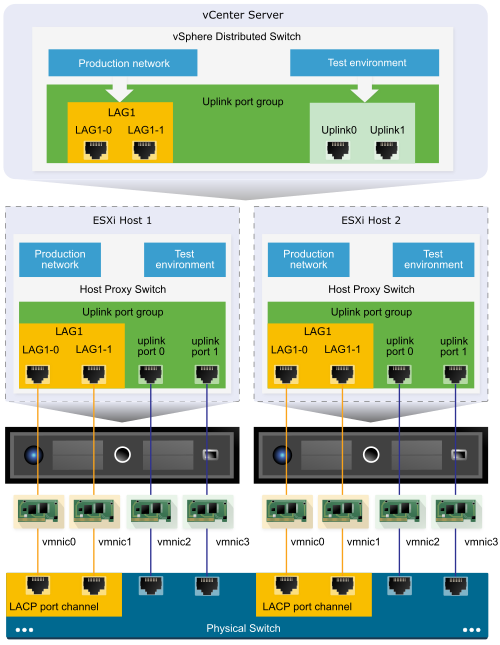 vCenter Server
vSphere Distributed Switch
Production network
Test environment
Uplink port group
LAG1
LAG1-0 LAG1-1
Uplink0 Uplink1
ESXi Host 1
Production
network
Test
environment
Host Proxy Switch
Uplink port group
LAG1
LAG1-0 LAG1-1
uplink
port 0
uplink
port 1
vmnic0 vmnic1 vmnic2 vmnic3
LACP port channel
ESXi Host 2
Production
network
Test
environment
Host Proxy Switch
Uplink port group
LAG1
LAG1-0 LAG1-1
uplink
port 0
uplink
port 1
vmnic0 vmnic1 vmnic2 vmnic3
LACP port channel
Physical Switch